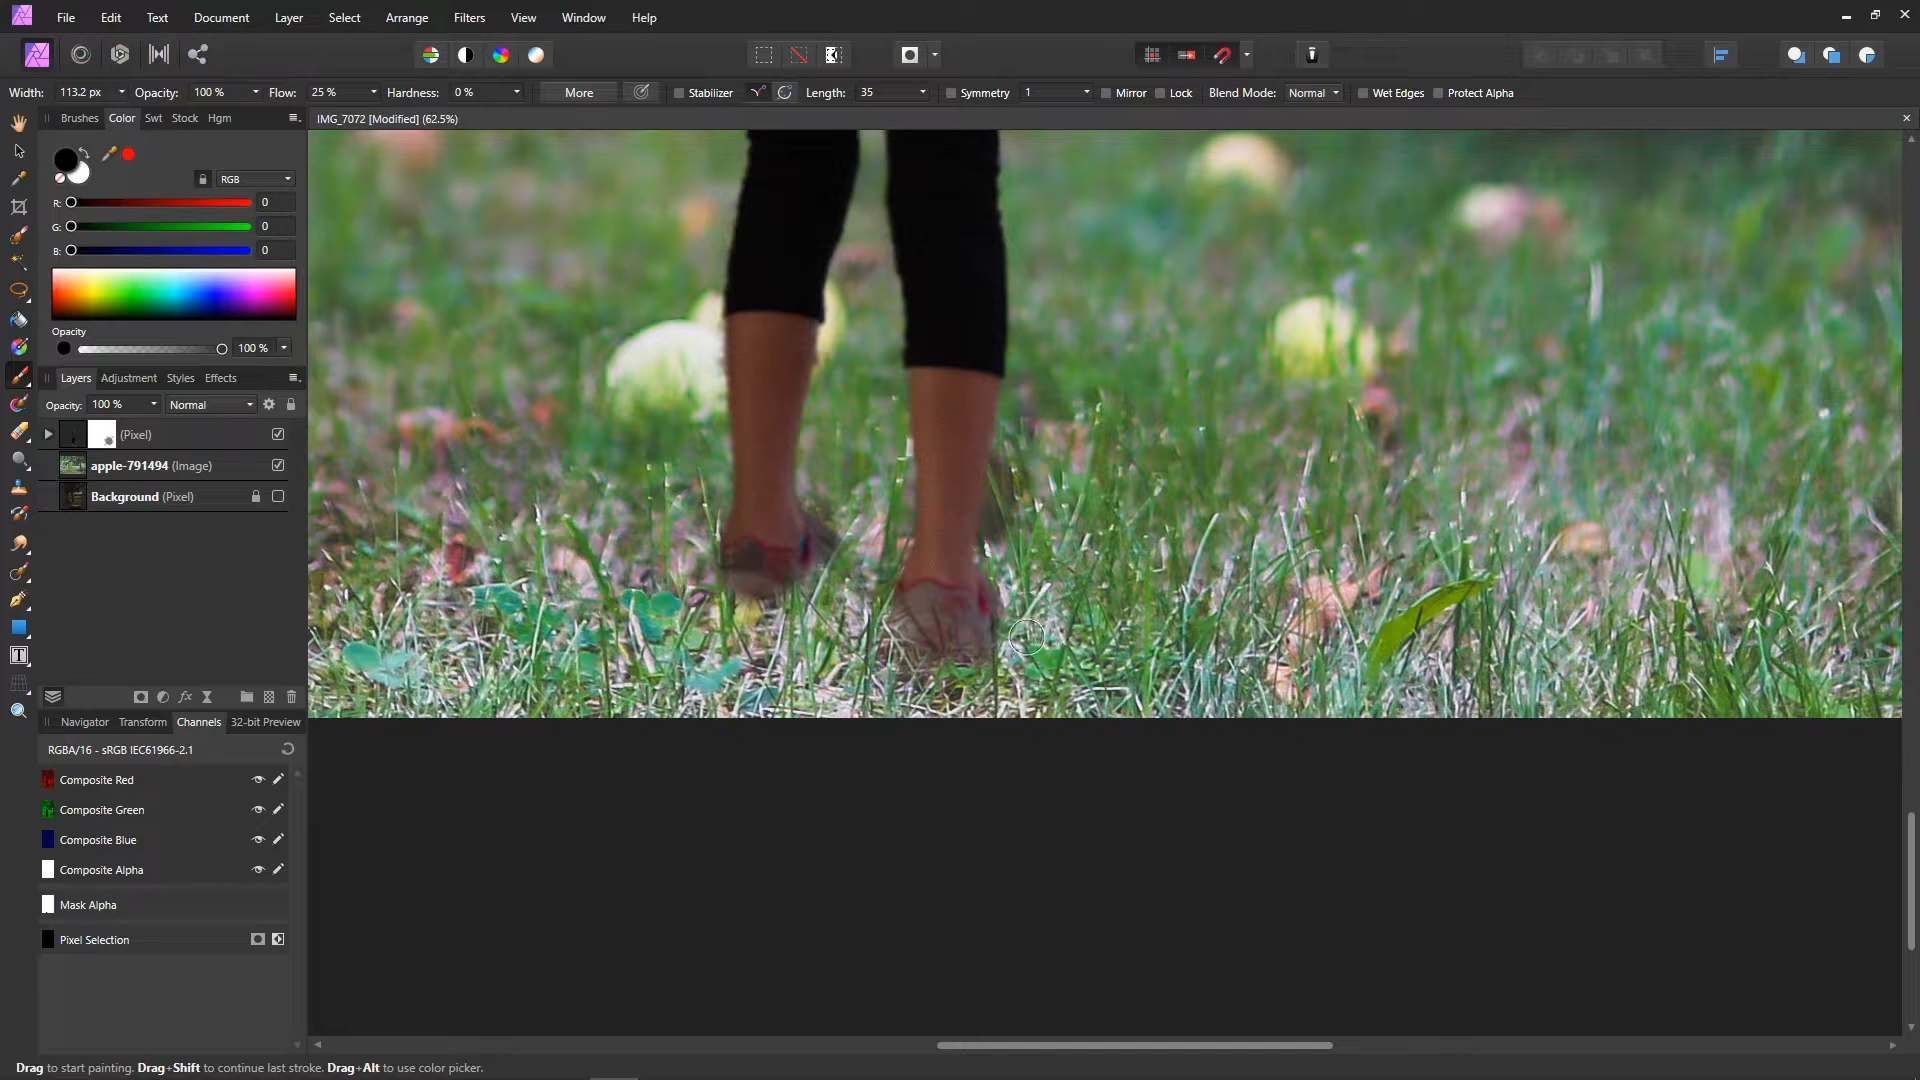 File Edit Text Document Layer Select Arrange Filters View Window Help
Width: 113.2 px Opacity: 100 % Flow: 25 % Hardness: 0 % More Stabilizer Length: 35 Symmetry 1 Mirror Lock Blend Mode: Normal Wet Edges Protect Alpha
Brushes Color Swt Stock Hgm
IMG_7072 [Modified] (62.5%)
RGB
R: 0
G: 0
B: 0
Opacity
100 %
Layers Adjustment Styles Effects
Opacity: 100 % Normal
(Pixel)
apple-791494 (Image)
Background (Pixel)
Navigator Transform Channels 32-bit Preview
RGBA/16 - sRGB IEC61966-2.1
Composite Red
Composite Green
Composite Blue
Composite Alpha
Mask Alpha
Pixel Selection
Drag to start painting. Drag+Shift to continue last stroke. Drag+Alt to use color picker.